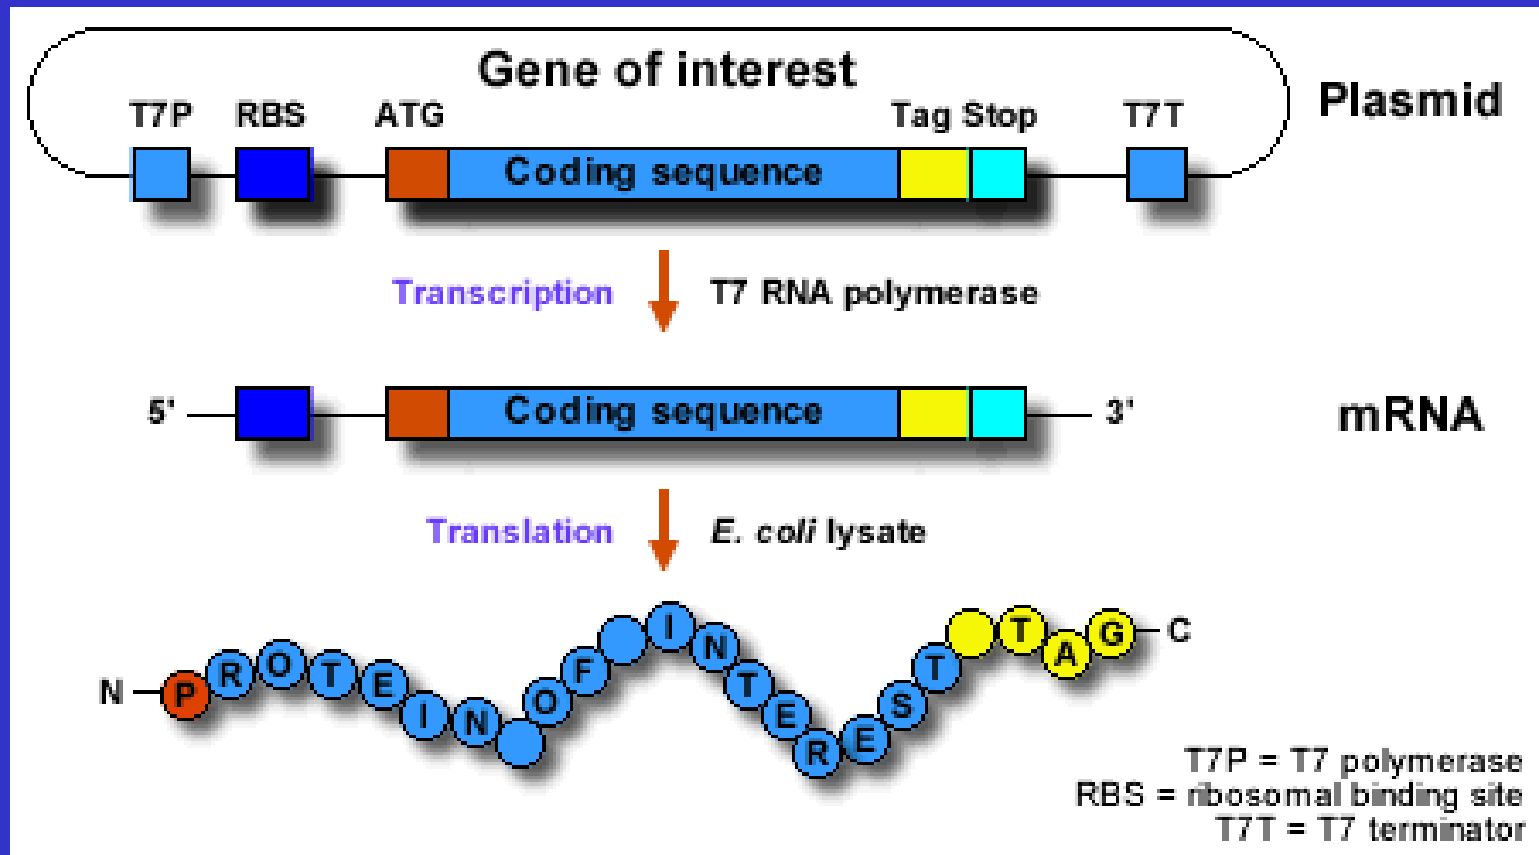 Gene of interest
Plasmid
T7P RBS ATG Tag Stop T7T
Coding sequence
Transcription T7 RNA polymerase
5' Coding sequence 3'
mRNA
Translation E. coli lysate
N P R O T E I N O F I N T E R E S T T A G C
T7P = T7 polymerase
RBS = ribosomal binding site
T7T = T7 terminator